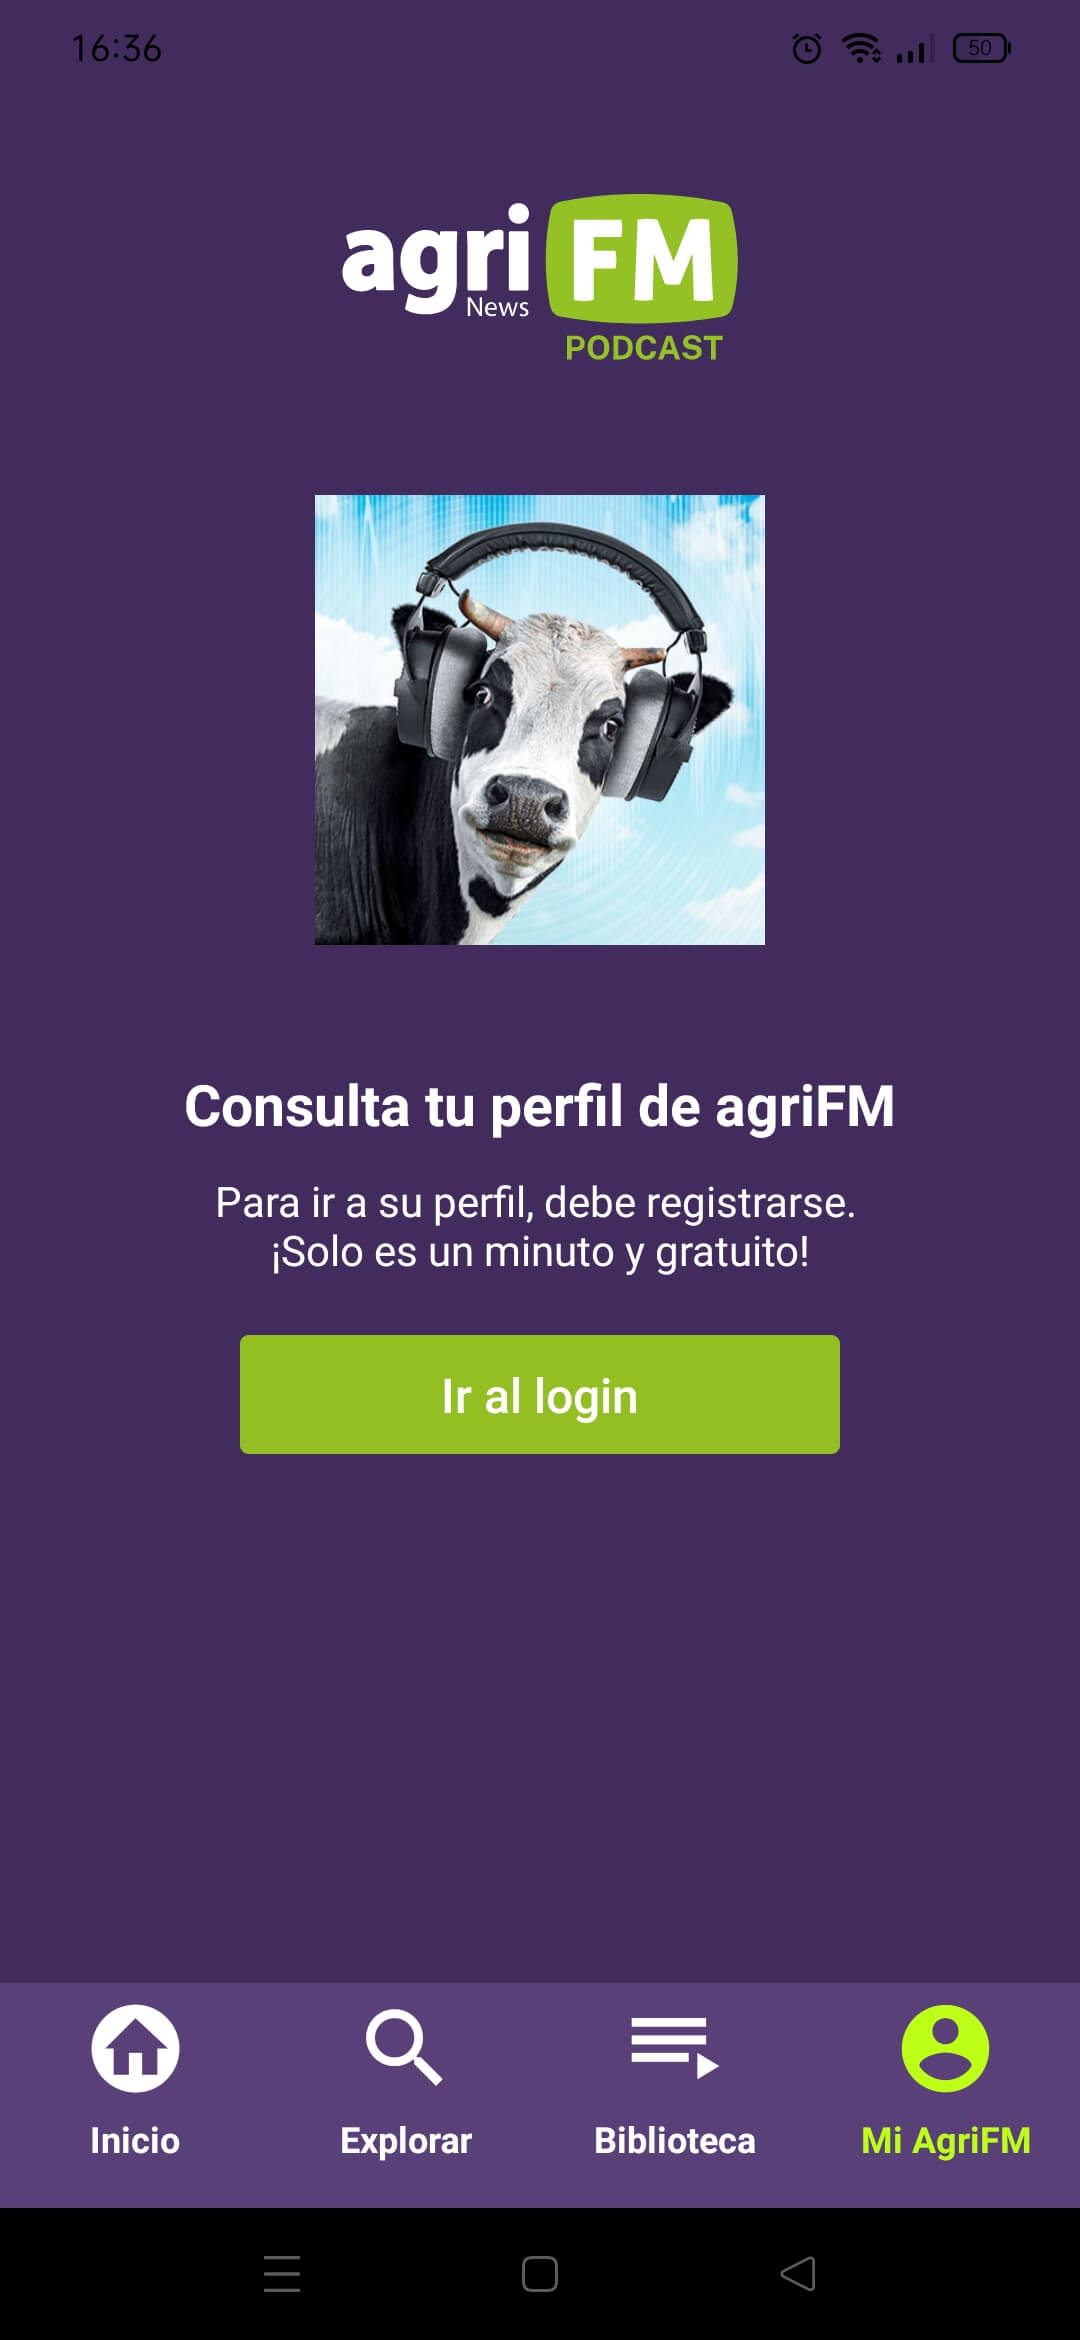 16:36
50
agri FM
News
PODCAST
Consulta tu perfil de agriFM
Para ir a su perfil, debe registrarse.
¡Solo es un minuto y gratuito!
Ir al login
Inicio
Explorar
Biblioteca
Mi AgriFM